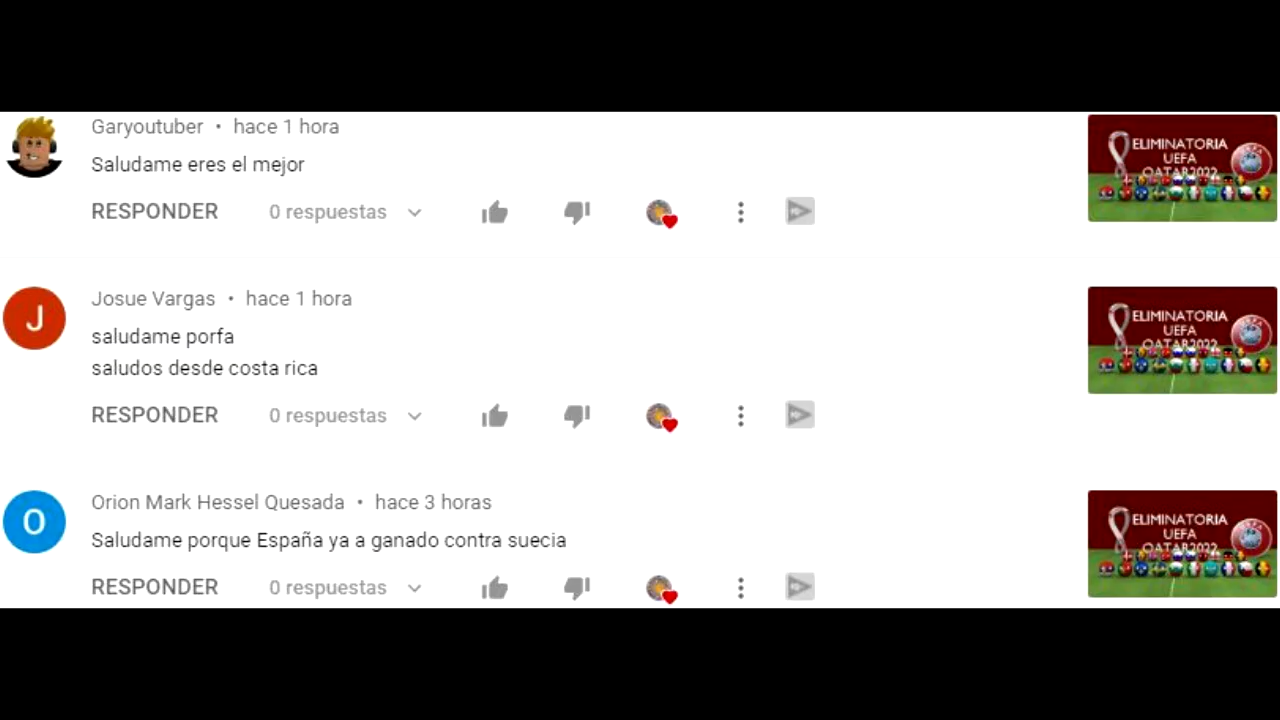 Garyoutuber • hace 1 hora
Saludame eres el mejor
RESPONDER 0 respuestas
ELIMINATORIA
UEFA
QATAR2022
Josue Vargas • hace 1 hora
saludame porfa
saludos desde costa rica
RESPONDER 0 respuestas
J
ELIMINATORIA
UEFA
QATAR2022
Orion Mark Hessel Quesada • hace 3 horas
Saludame porque España ya a ganado contra suecia
RESPONDER 0 respuestas
O
ELIMINATORIA
UEFA
QATAR2022